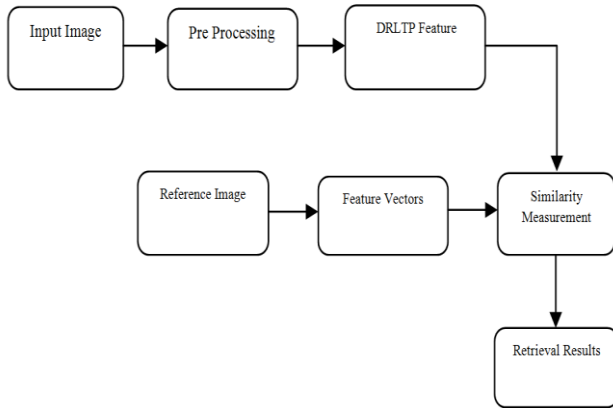 Input Image
Pre Processing
DRLTP Feature
Reference Image
Feature Vectors
Similarity
Measurement
Retrieval Results